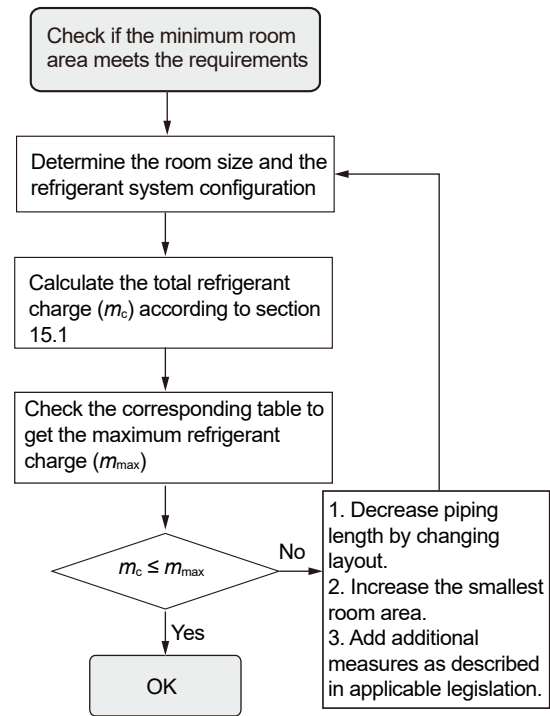 Check if the minimum room
area meets the requirements
Determine the room size and the
refrigerant system configuration
Calculate the total refrigerant
charge (mc) according to section
15.1
Check the corresponding table to
get the maximum refrigerant
charge (mmax)
mc ≤ mmax
No
Yes
OK
1. Decrease piping
length by changing
layout.
2. Increase the smallest
room area.
3. Add additional
measures as described
in applicable legislation.